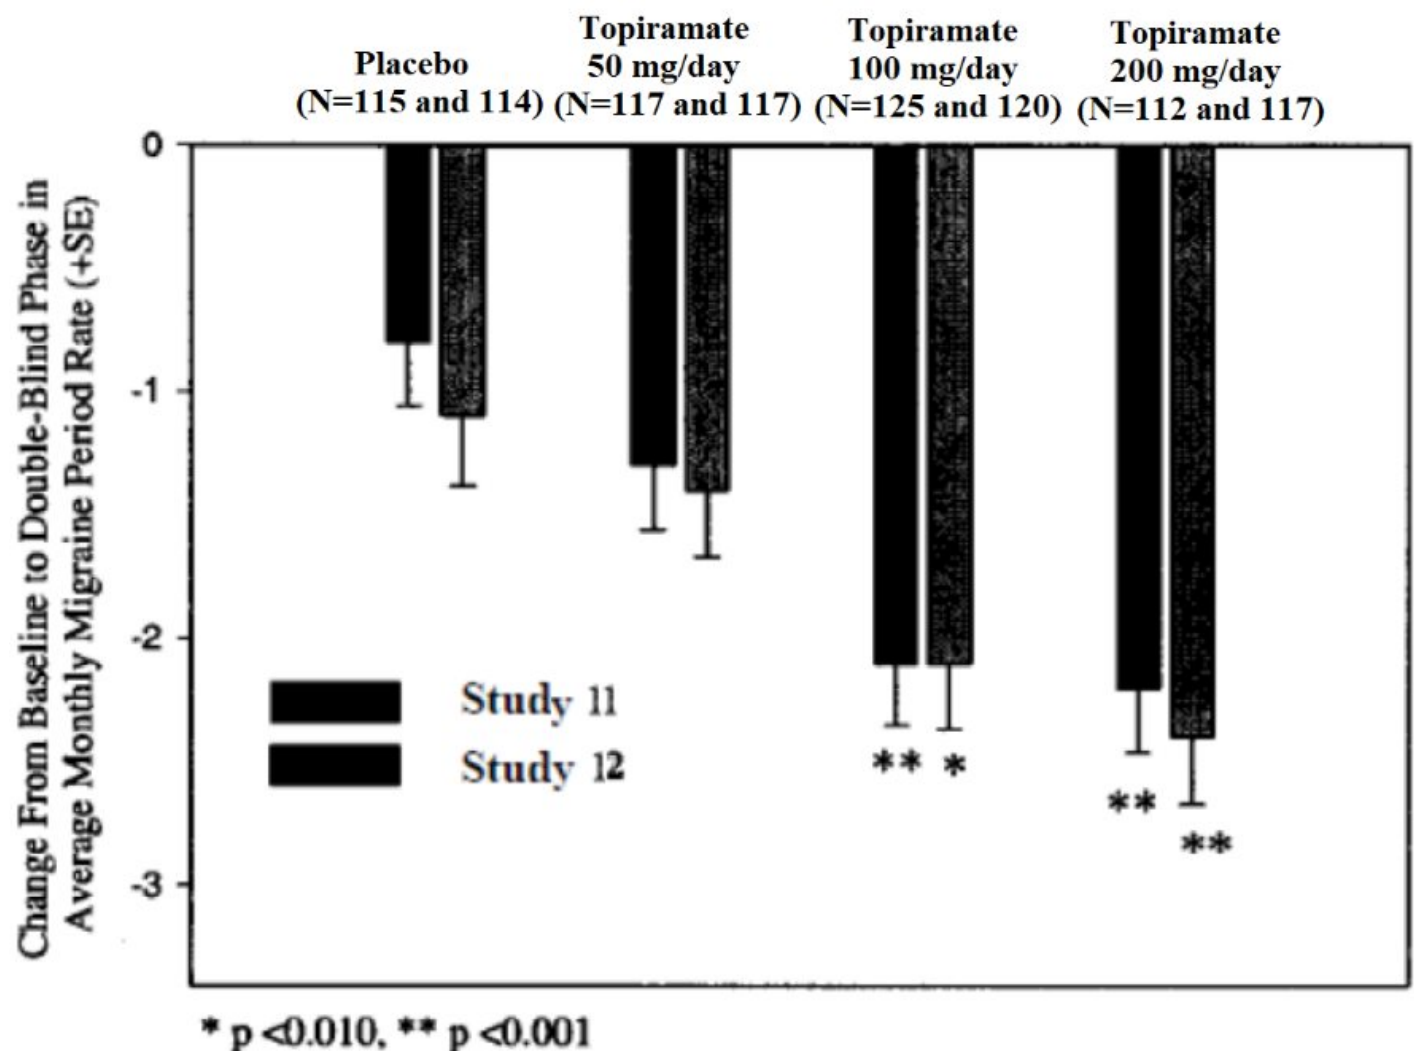 Placebo
(N=115 and 114)
Topiramate
50 mg/day
(N=117 and 117)
Topiramate
100 mg/day
(N=125 and 120)
Topiramate
200 mg/day
(N=112 and 117)
Change From Baseline to Double-Blind Phase in
Average Monthly Migraine Period Rate (+SE)
0
-1
-2
-3
Study 11
Study 12
** *
**
**
* p <0.010, ** p <0.001